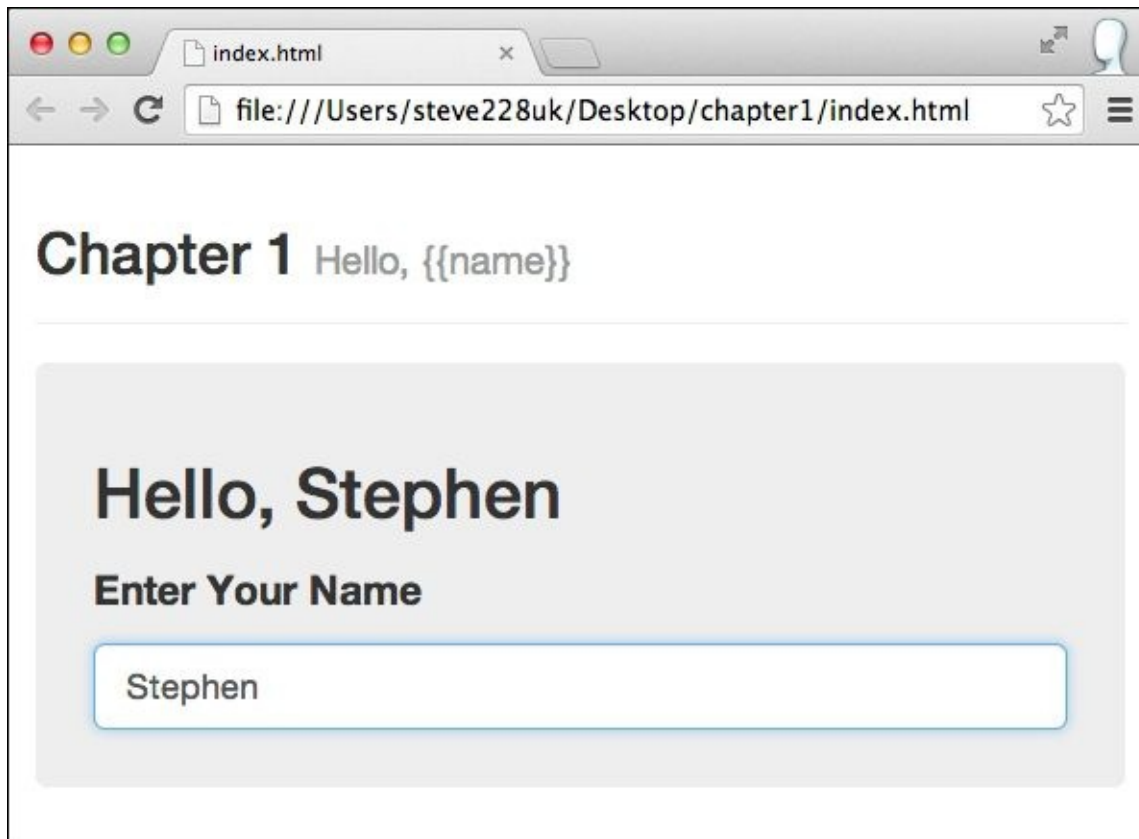 index.html
file:///Users/steve228uk/Desktop/chapter1/index.html
Chapter 1 Hello, {{name}}
Hello, Stephen
Enter Your Name
Stephen